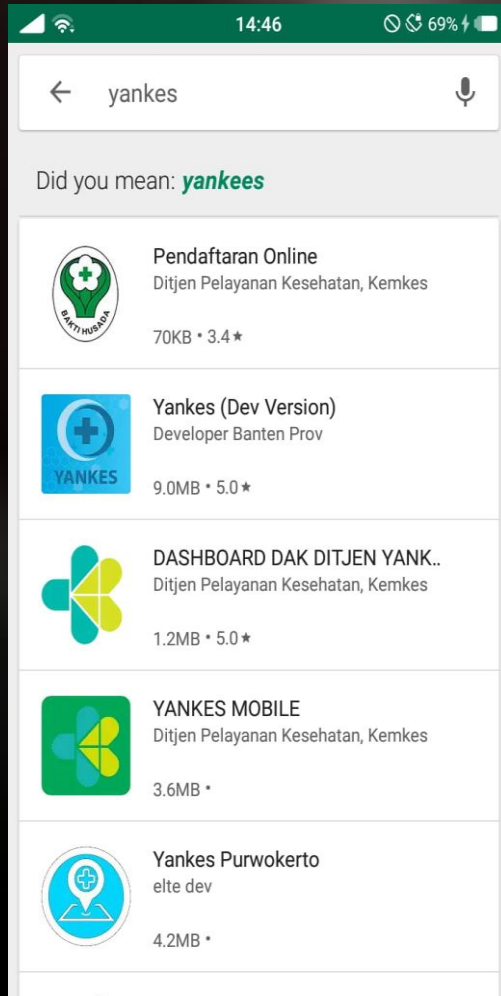 14:46
69%
yankes
Did you mean: yankees
Pendaftaran Online
Ditjen Pelayanan Kesehatan, Kemkes
BAKTI HUSADA
70KB • 3.4★
Yankes (Dev Version)
Developer Banten Prov
YANKES
9.0MB • 5.0★
DASHBOARD DAK DITJEN YANK..
Ditjen Pelayanan Kesehatan, Kemkes
1.2MB • 5.0★
YANKES MOBILE
Ditjen Pelayanan Kesehatan, Kemkes
3.6MB •
Yankes Purwokerto
elte dev
4.2MB •